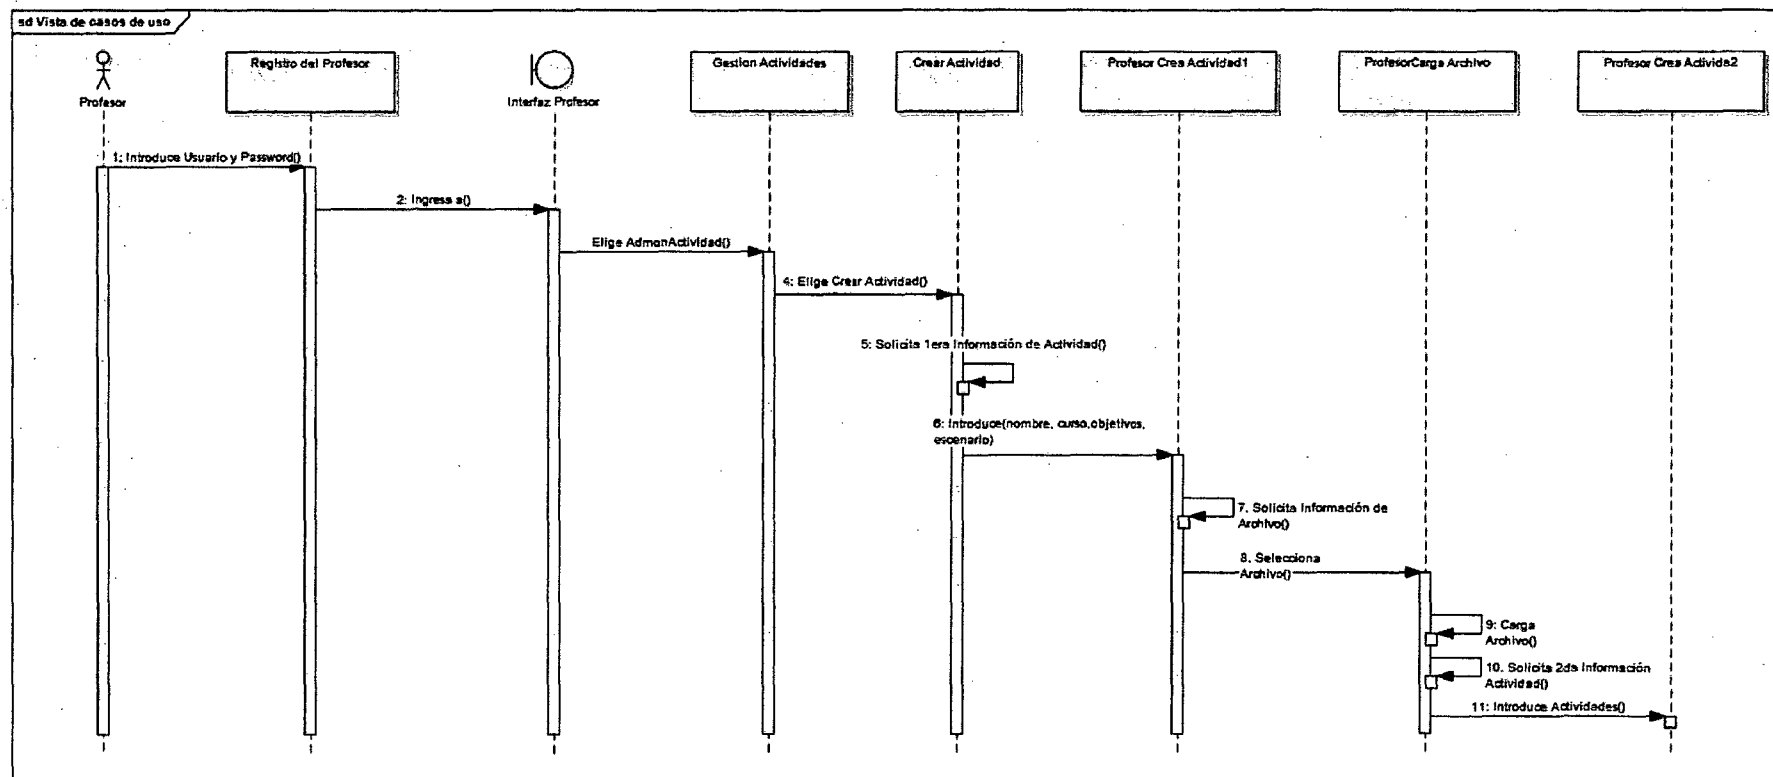 sd Vista de casos de uso
Profesor
Registro del Profesor
Interfaz Profesor
Gestion Actividades
Crear Actividad
Profesor Crea Actividad1
ProfesorCarga Archivo
Profesor Crea Activida2
1: Introduce Usuario y Password()
2: Ingresa a()
Elige AdmonActividad()
4: Elige Crear Actividad()
5: Solicita 1era Información de Actividad()
6: Introduce(nombre, curso,objetivos,
escenario)
7. Solicita Información de
Archivo()
8. Selecciona
Archivo()
9: Carga
Archivo()
10. Solicita 2da Información
Actividad()
11: Introduce Actividades()